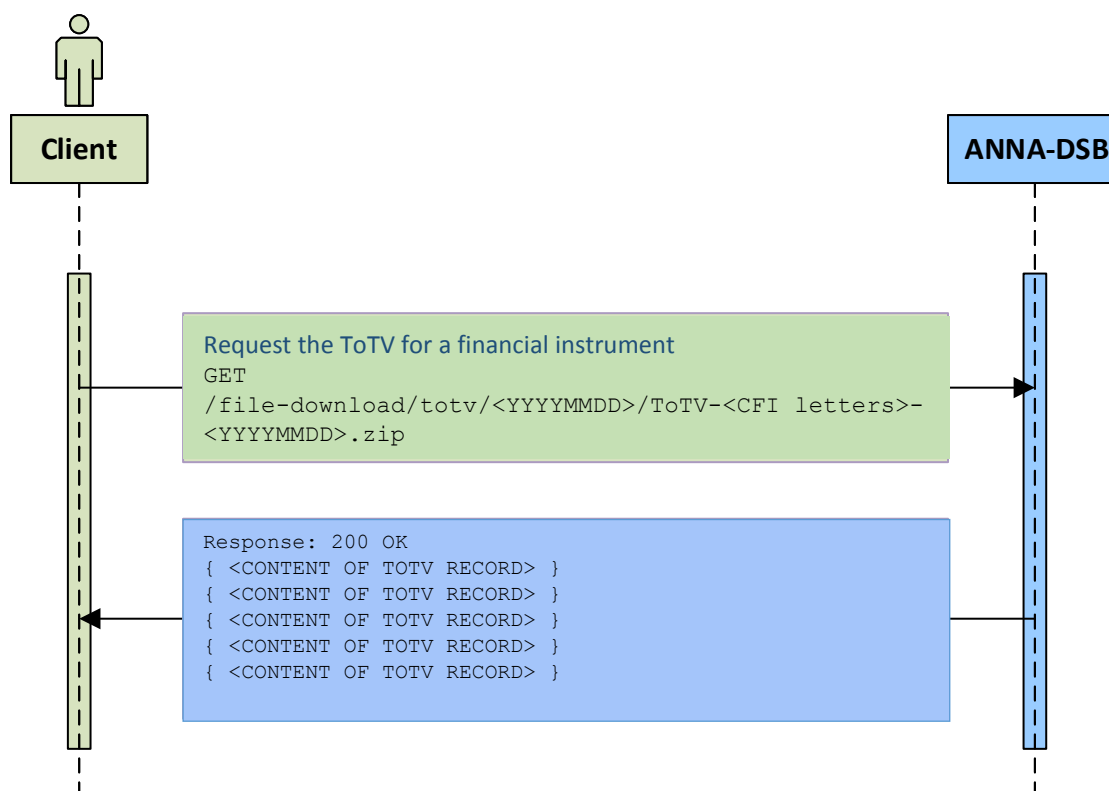 Client
ANNA-DSB
Request the ToTV for a financial instrument
GET
/file-download/totv/<YYYYMMDD>/ToTV-<CFI letters>-
<YYYYMMDD>.zip
Response: 200 OK
{ <CONTENT OF TOTV RECORD> }
{ <CONTENT OF TOTV RECORD> }
{ <CONTENT OF TOTV RECORD> }
{ <CONTENT OF TOTV RECORD> }
{ <CONTENT OF TOTV RECORD> }